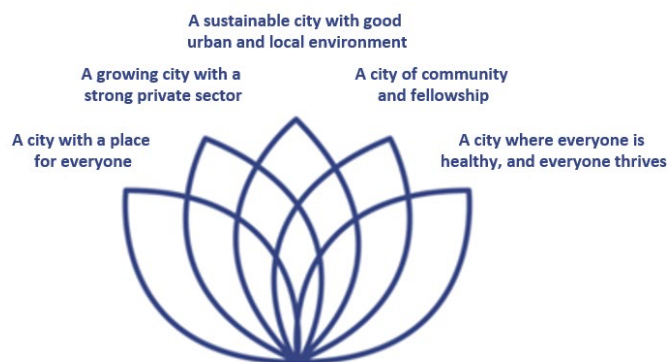 A sustainable city with good
urban and local environment
A growing city with a
strong private sector
A city of community
and fellowship
A city with a place
for everyone
A city where everyone is
healthy, and everyone thrives